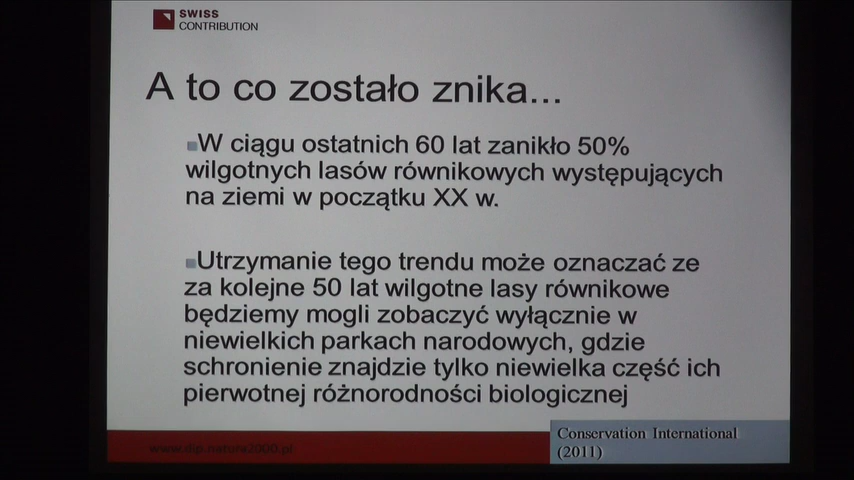 SWISS
CONTRIBUTION
A to co zostało znika...
W ciągu ostatnich 60 lat zanikło 50%
wilgotnych lasów równikowych występujących
na ziemi w początku XX w.
Utrzymanie tego trendu może oznaczać ze
za kolejne 50 lat wilgotne lasy równikowe
będziemy mogli zobaczyć wyłącznie w
niewielkich parkach narodowych, gdzie
schronienie znajdzie tylko niewielka część ich
pierwotnej różnorodności biologicznej
Conservation International
(2011)